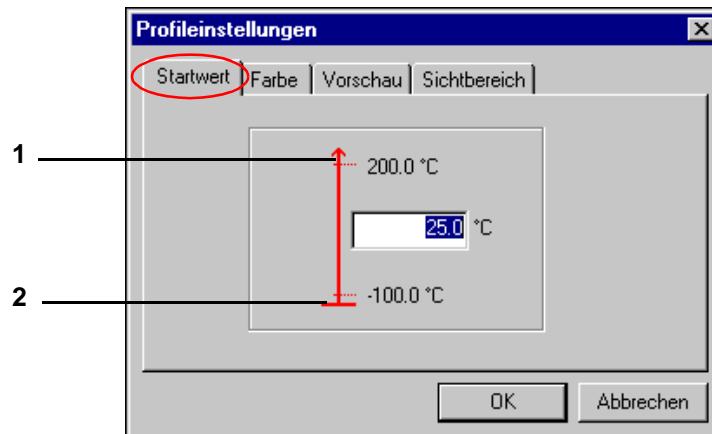 Profileinstellungen
Startwert Farbe Vorschau Sichtbereich
1
200.0 °C
25.0 °C
2
-100.0 °C
OK Abbrechen